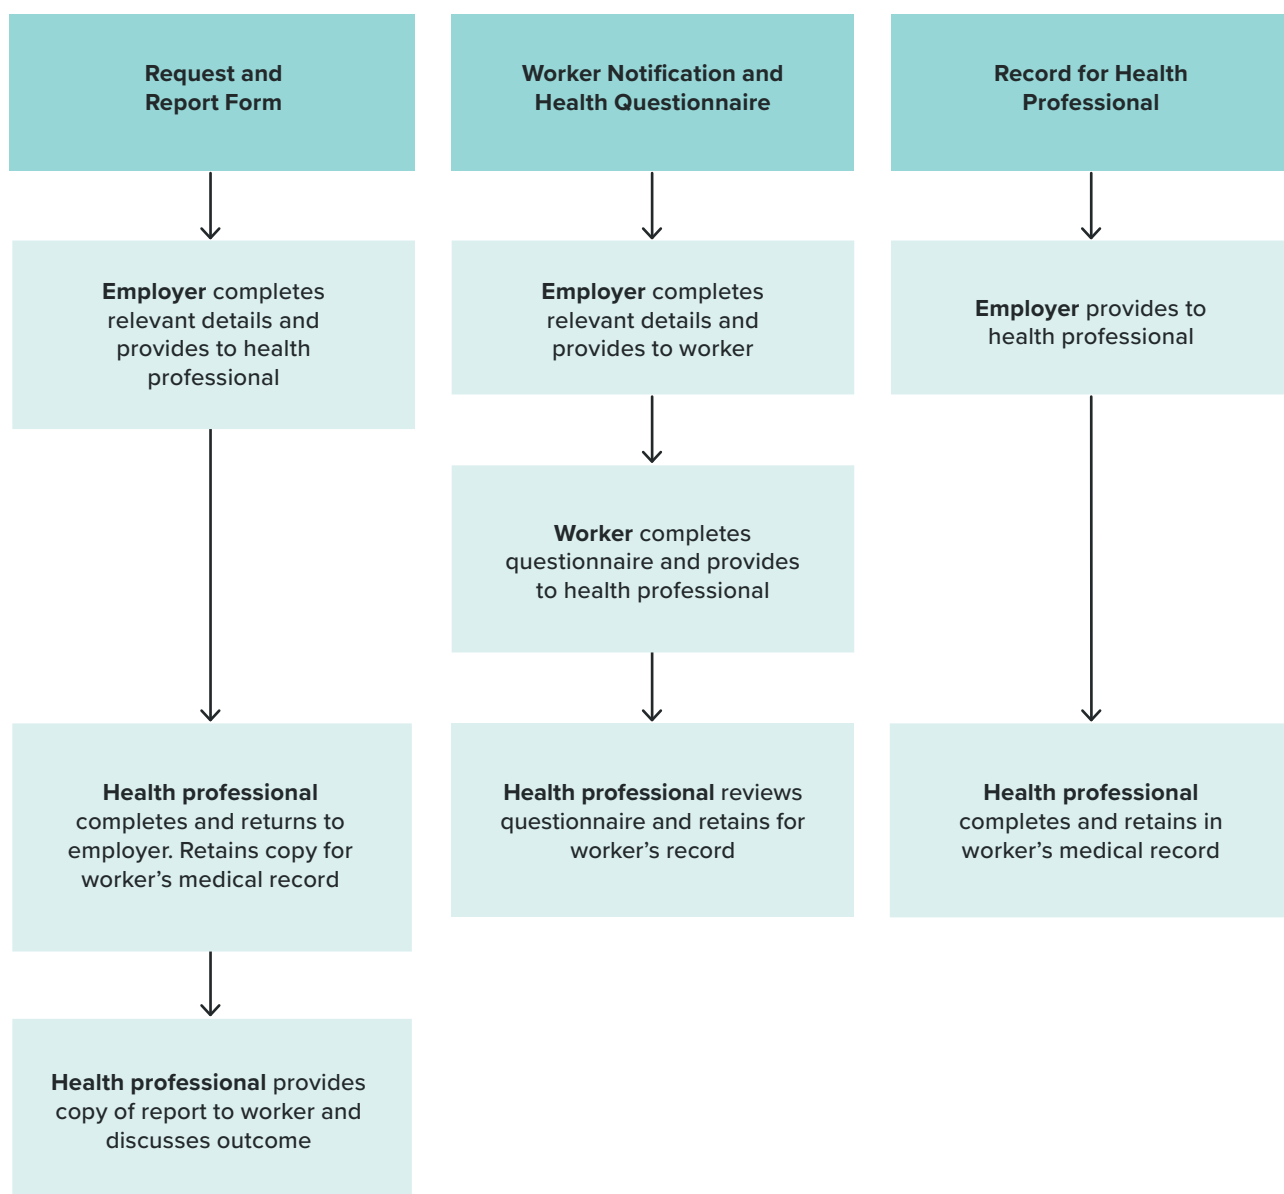 Request and
Report Form
Worker Notification and
Health Questionnaire
Record for Health
Professional
Employer completes
relevant details and
provides to health
professional
Employer completes
relevant details and
provides to worker
Employer provides to
health professional
Worker completes
questionnaire and provides
to health professional
Health professional
completes and returns to
employer. Retains copy for
worker’s medical record
Health professional reviews
questionnaire and retains for
worker’s record
Health professional
completes and retains in
worker’s medical record
Health professional provides
copy of report to worker and
discusses outcome